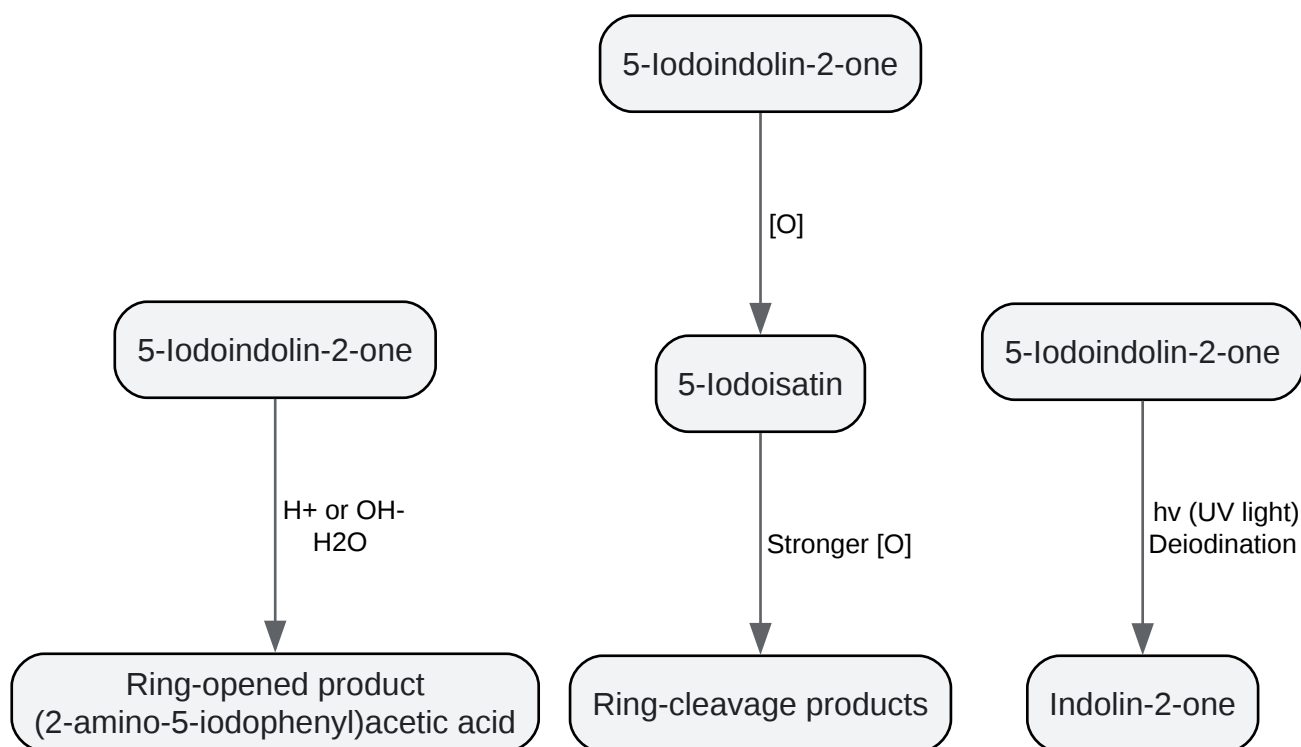 5-Iodoindolin-2-one
[O]
5-Iodoindolin-2-one
5-Iodoisatin
5-Iodoindolin-2-one
H+ or OH-
H2O
Stronger [O]
hv (UV light)
Deiodination
Ring-opened product
(2-amino-5-iodophenyl)acetic acid
Ring-cleavage products
Indolin-2-one